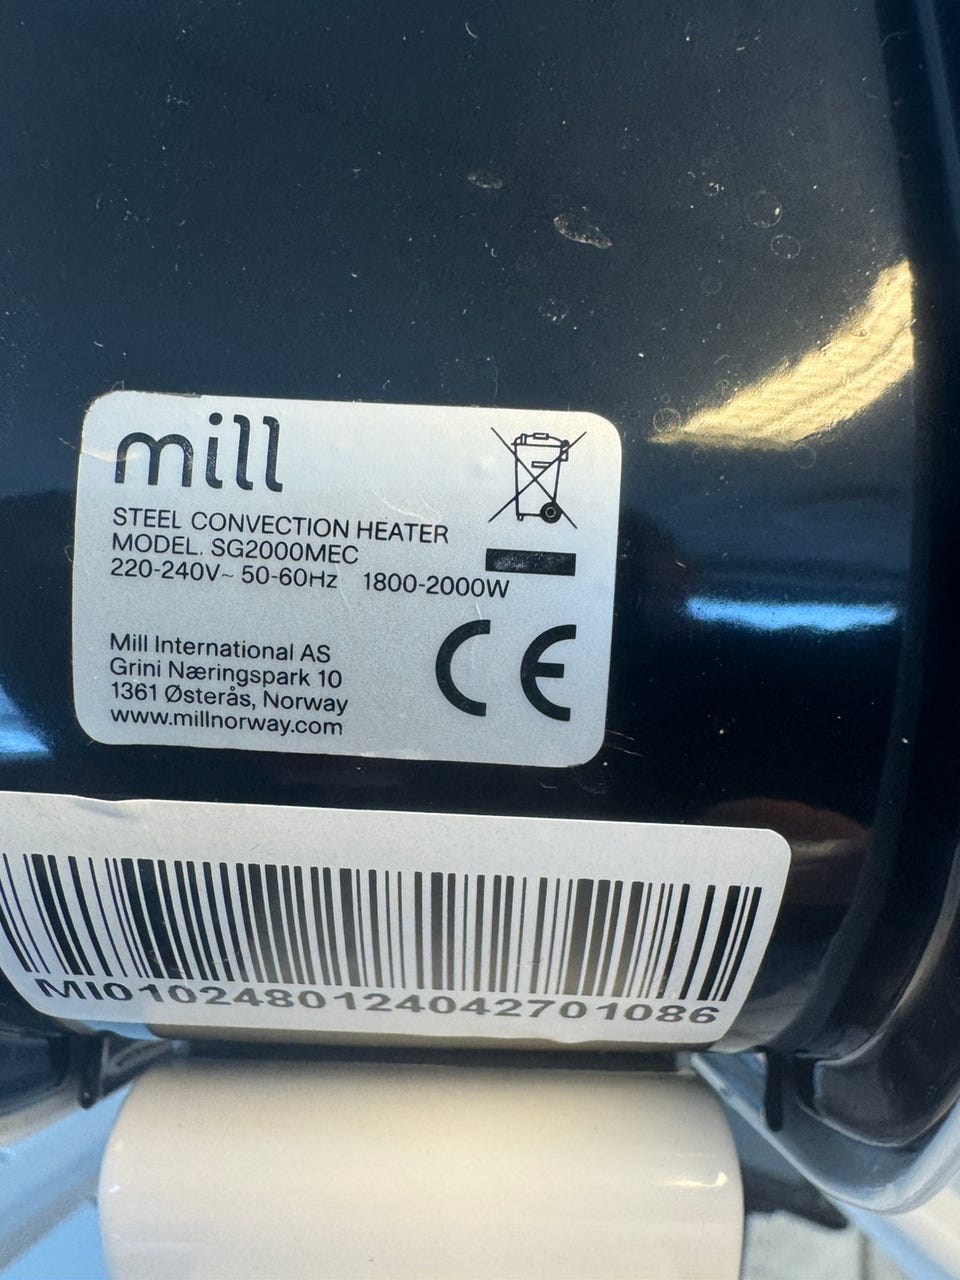 mill
STEEL CONVECTION HEATER
MODEL. SG2000MEC
220-240V~ 50-60Hz 1800-2000W
Mill International AS
Grini Næringspark 10
1361 Østerås, Norway
www.millnorway.com
CE
MI0102480124042701086